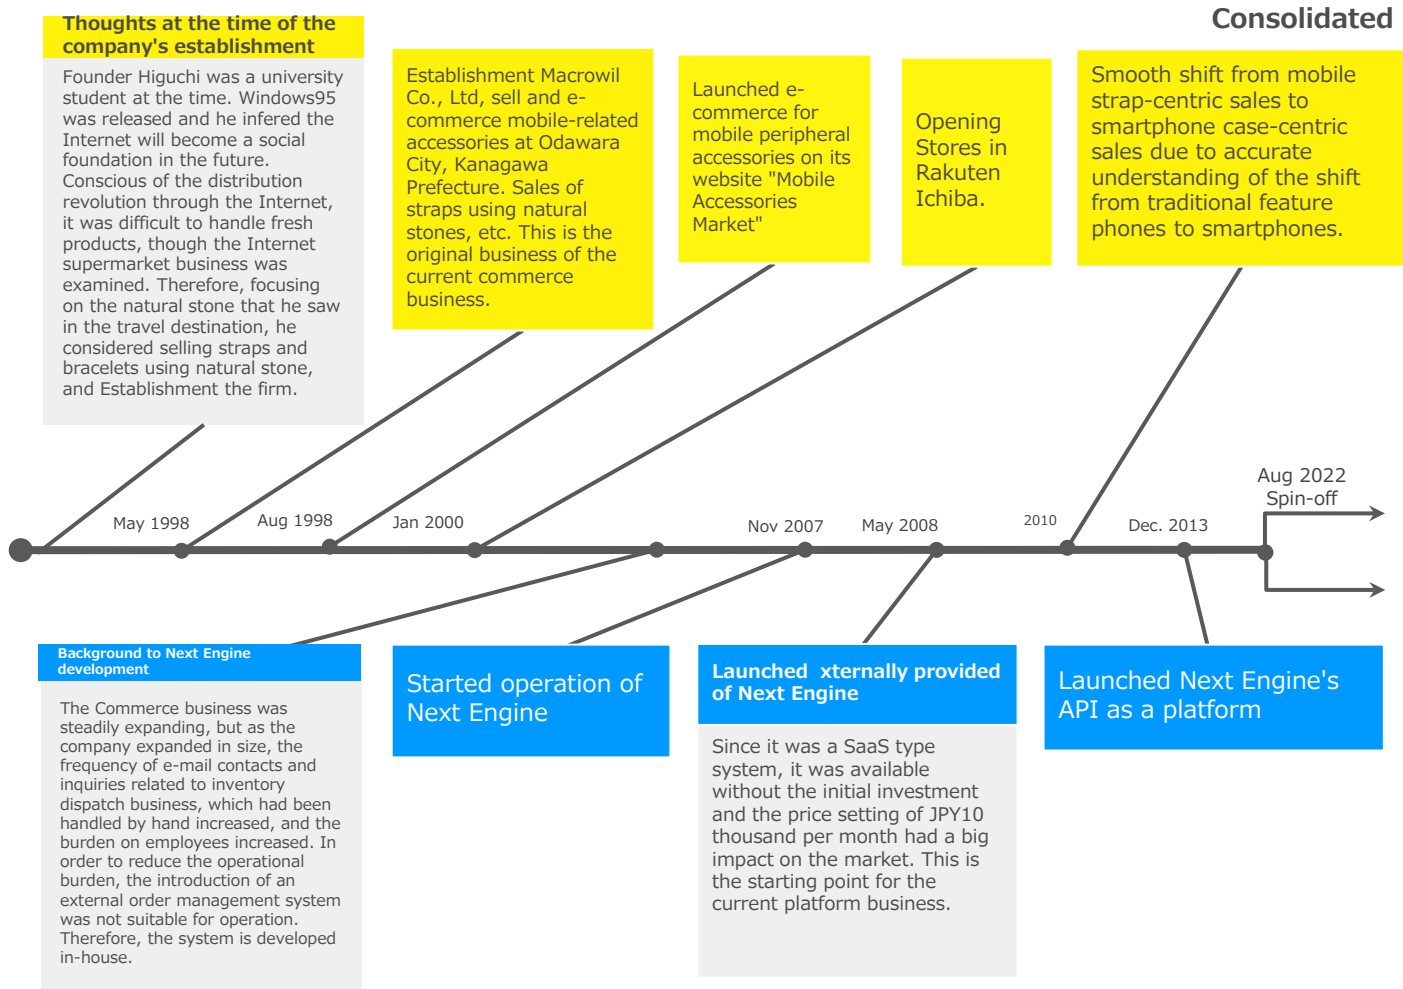 Consolidated
Thoughts at the time of the
company's establishment
Founder Higuchi was a university
student at the time. Windows95
was released and he infered the
Internet will become a social
foundation in the future.
Conscious of the distribution
revolution through the Internet,
it was difficult to handle fresh
products, though the Internet
supermarket business was
examined. Therefore, focusing
on the natural stone that he saw
in the travel destination, he
considered selling straps and
bracelets using natural stone,
and Establishment the firm.
Establishment Macrowil
Co., Ltd, sell and e-
commerce mobile-related
accessories at Odawara
City, Kanagawa
Prefecture. Sales of
straps using natural
stones, etc. This is the
original business of the
current commerce
business.
Launched e-
commerce for
mobile peripheral
accessories on its
website "Mobile
Accessories
Market"
Opening
Stores in
Rakuten
Ichiba.
Smooth shift from mobile
strap-centric sales to
smartphone case-centric
sales due to accurate
understanding of the shift
from traditional feature
phones to smartphones.
May 1998
Aug 1998
Jan 2000
Nov 2007
May 2008
2010
Dec. 2013
Aug 2022
Spin-off
Background to Next Engine
development
The Commerce business was
steadily expanding, but as the
company expanded in size, the
frequency of e-mail contacts and
inquiries related to inventory
dispatch business, which had been
handled by hand increased, and the
burden on employees increased. In
order to reduce the operational
burden, the introduction of an
external order management system
was not suitable for operation.
Therefore, the system is developed
in-house.
Started operation of
Next Engine
Launched  xternally provided
of Next Engine
Since it was a SaaS type
system, it was available
without the initial investment
and the price setting of JPY10
thousand per month had a big
impact on the market. This is
the starting point for the
current platform business.
Launched Next Engine's
API as a platform